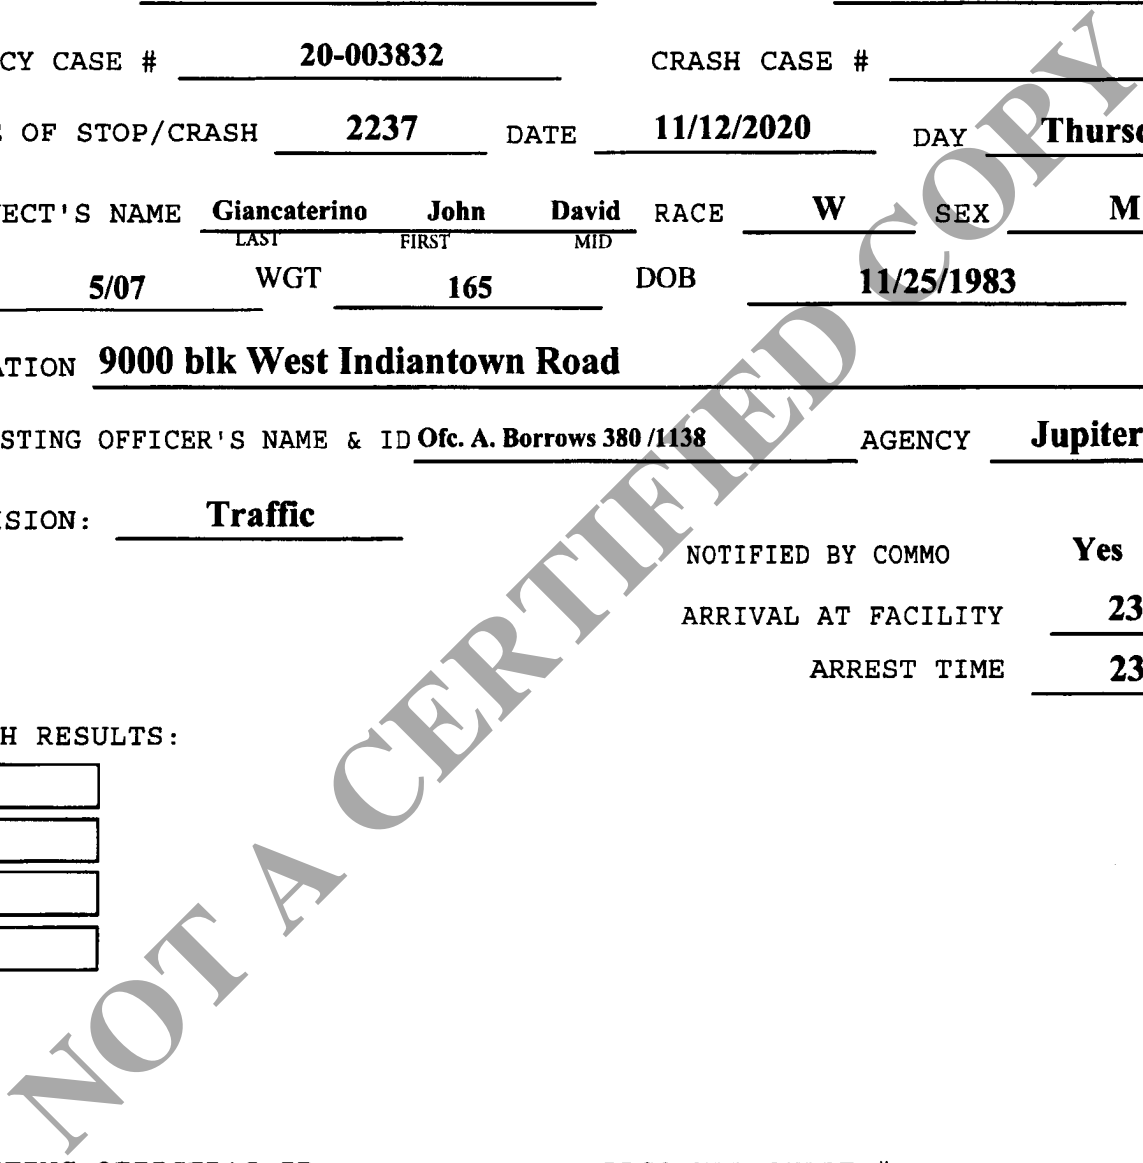 CY CASE # 20-003832 CRASH CASE #
E OF STOP/CRASH 2237 DATE 11/12/2020 DAY Thursd
ECT'S NAME Giancaterino John David RACE W SEX M
LAST FIRST MID
5/07 WGT 165 DOB 11/25/1983
ATION 9000 blk West Indiantown Road
STING OFFICER'S NAME & ID Ofc. A. Borrows 380 /1138 AGENCY Jupiter
ISION: Traffic
NOTIFIED BY COMMO Yes
ARRIVAL AT FACILITY 23
ARREST TIME 23
H RESULTS:
NOT A CERTIFIED COPY